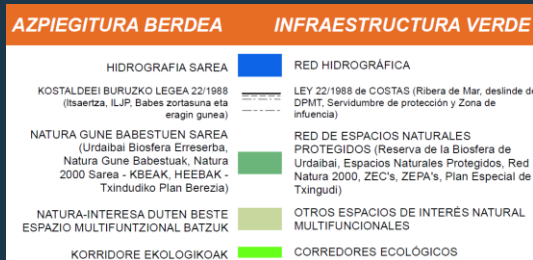 AZPIEGITURA BERDEA
INFRAESTRUCTURA VERDE
HIDROGRAFIA SAREA
RED HIDROGRÁFICA
KOSTALDEEI BURUZKO LEGEA 22/1988
(Itsaertza, ILJP, Babes zortasuna eta
eragin gunea)
LEY 22/1988 de COSTAS (Ribera de Mar, deslinde de
DPMT, Servidumbre de protección y Zona de
infuencia)
NATURA GUNE BABESTUEN SAREA
(Urdaibai Biosfera Erreserba,
Natura Gune Babestuak, Natura
2000 Sarea - KBEAK, HEEBAK -
Txindudiko Plan Berezia)
RED DE ESPACIOS NATURALES
PROTEGIDOS (Reserva de la Biosfera de
Urdaibai, Espacios Naturales Protegidos, Red
Natura 2000, ZEC's, ZEPA's, Plan Especial de
Txingudi)
NATURA-INTERESA DUTEN BESTE
ESPAZIO MULTIFUNTZIONAL BATZUK
OTROS ESPACIOS DE INTERÉS NATURAL
MULTIFUNCIONALES
KORRIDORE EKOLOGIKOAK
CORREDORES ECOLÓGICOS